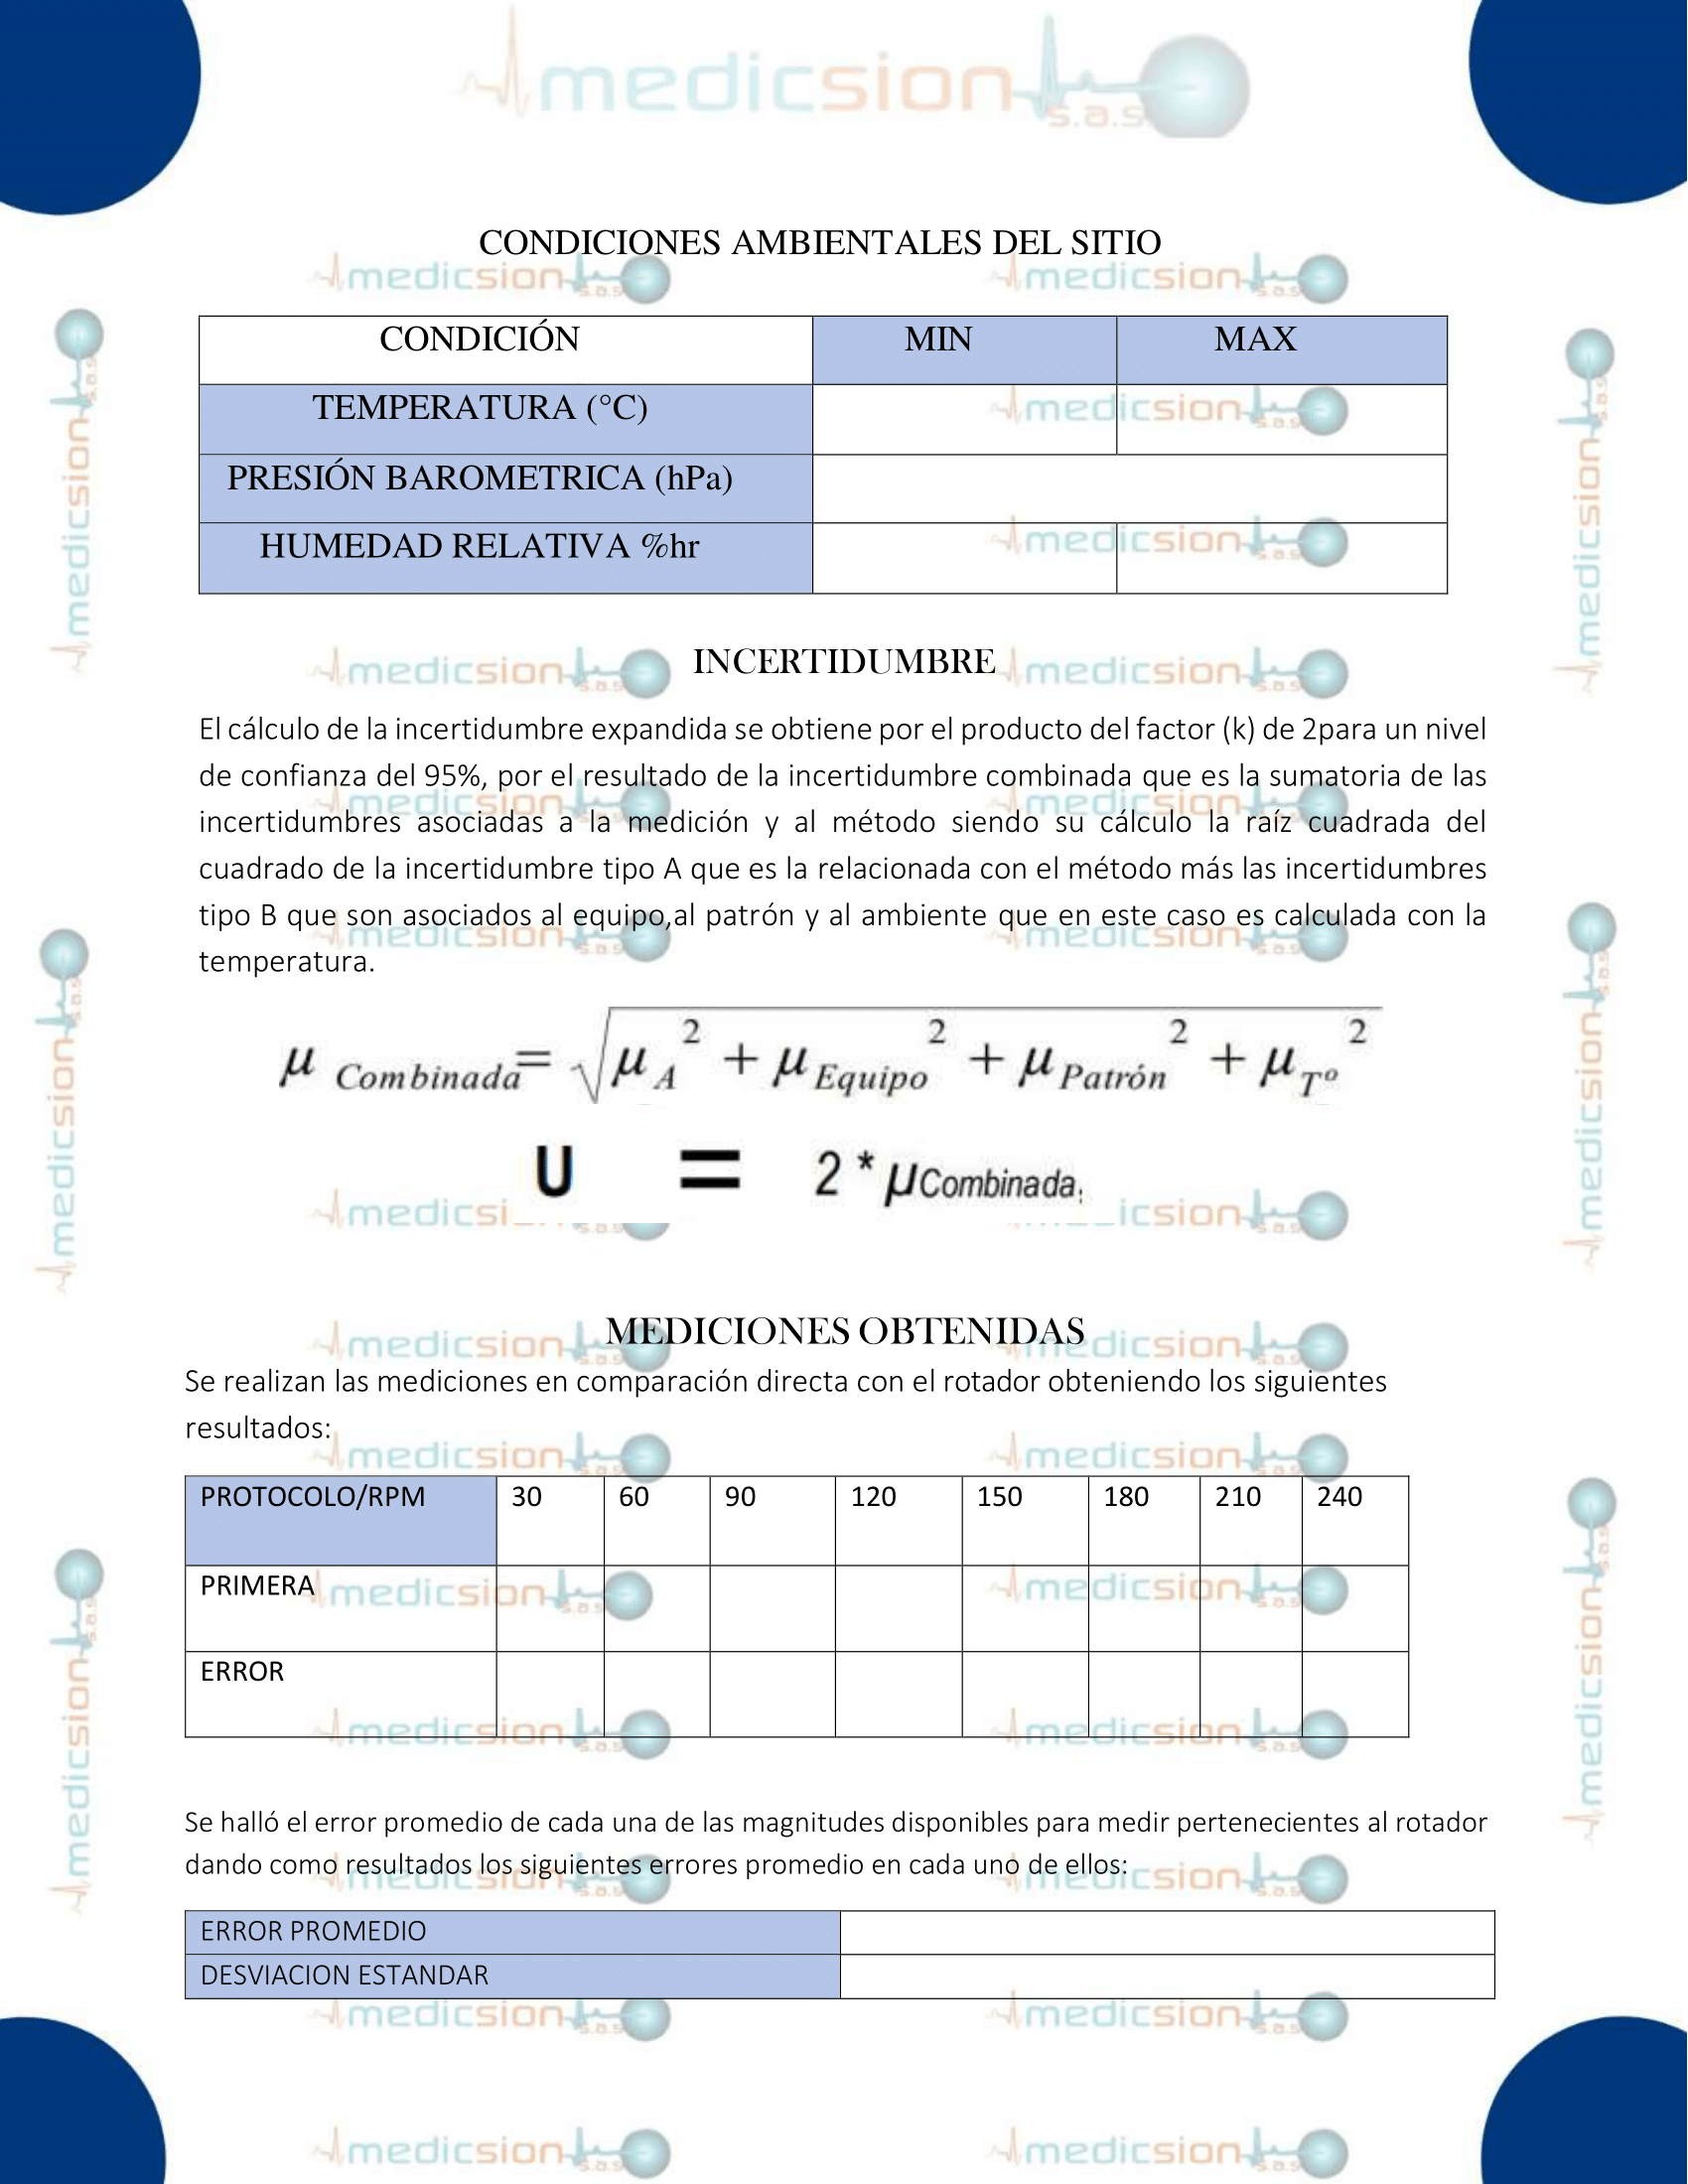 medicsion s.a.s
CONDICIONES AMBIENTALES DEL SITIO
CONDICIÓN MIN MAX
TEMPERATURA (°C)
PRESIÓN BAROMETRICA (hPa)
HUMEDAD RELATIVA %hr
INCERTIDUMBRE
El cálculo de la incertidumbre expandida se obtiene por el producto del factor (k) de 2para un nivel
de confianza del 95%, por el resultado de la incertidumbre combinada que es la sumatoria de las
incertidumbres asociadas a la medición y al método siendo su cálculo la raíz cuadrada del
cuadrado de la incertidumbre tipo A que es la relacionada con el método más las incertidumbres
tipo B que son asociados al equipo,al patrón y al ambiente que en este caso es calculada con la
temperatura.
μ Combinada = √ μ A ² + μ Equipo ² + μ Patrón ² + μ Tº ²
U = 2 * μ Combinada,
MEDICIONES OBTENIDAS
Se realizan las mediciones en comparación directa con el rotador obteniendo los siguientes
resultados:
PROTOCOLO/RPM 30 60 90 120 150 180 210 240
PRIMERA
ERROR
Se halló el error promedio de cada una de las magnitudes disponibles para medir pertenecientes al rotador
dando como resultados los siguientes errores promedio en cada uno de ellos:
ERROR PROMEDIO
DESVIACION ESTANDAR